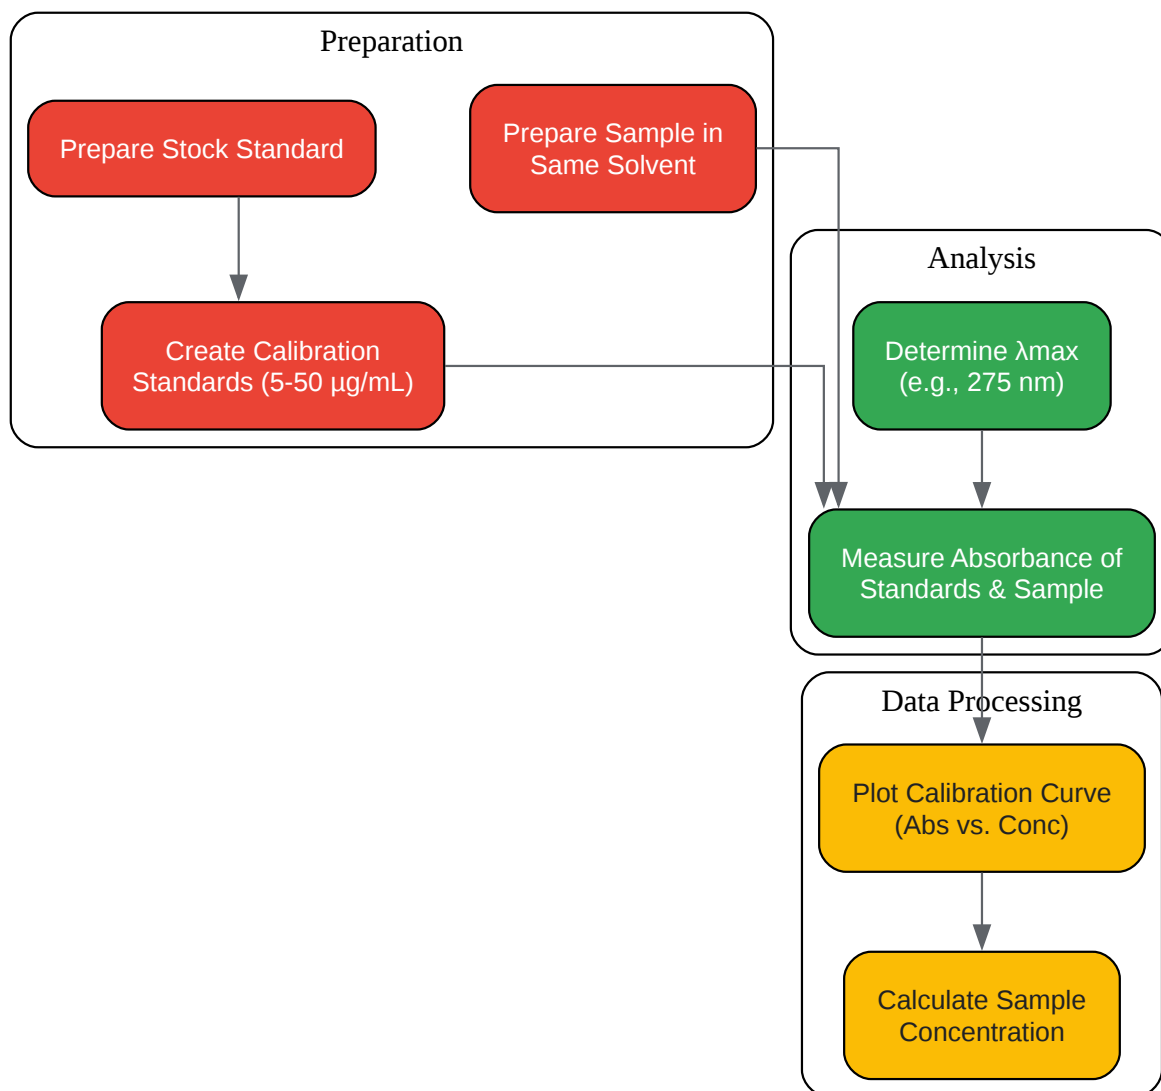 Preparation
Prepare Stock Standard
Prepare Sample in
Same Solvent
Create Calibration
Standards (5-50 µg/mL)
Analysis
Determine λmax
(e.g., 275 nm)
Measure Absorbance of
Standards & Sample
Data Processing
Plot Calibration Curve
(Abs vs. Conc)
Calculate Sample
Concentration